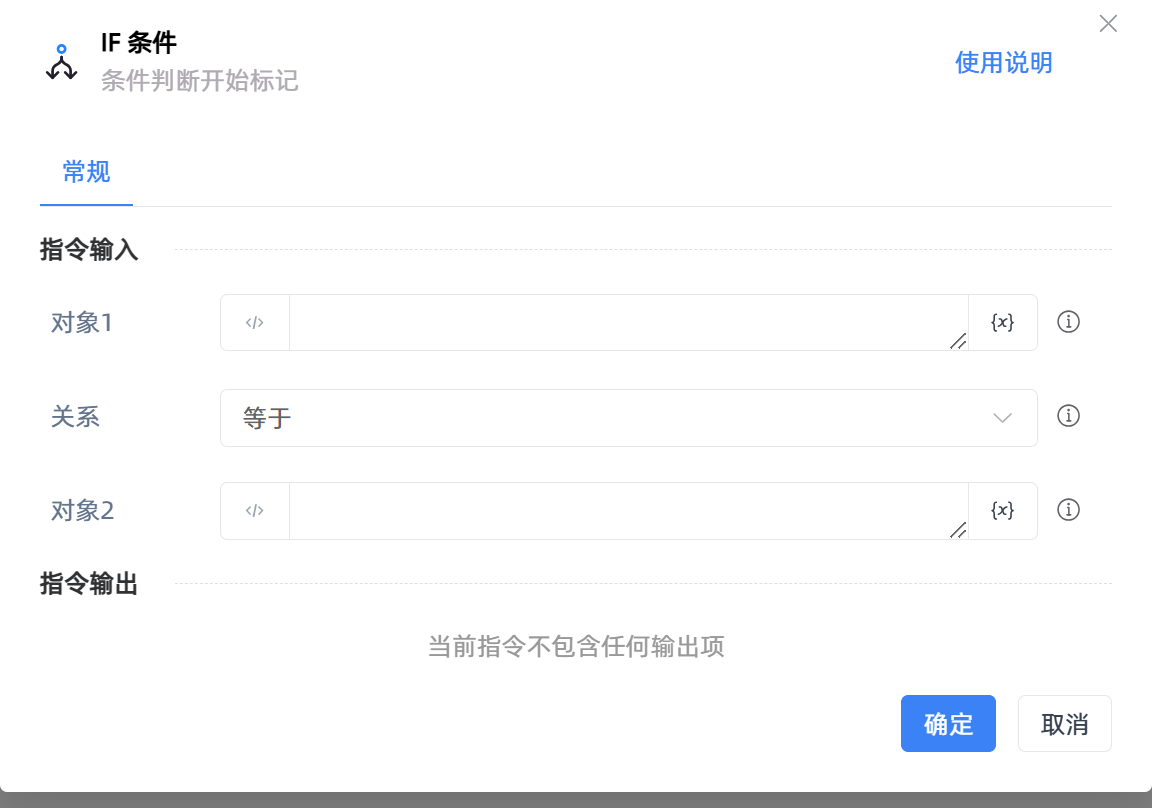 IF 条件
条件判断开始标记
使用说明
常规
指令输入
对象1
</>
{x}
关系
等于
对象2
</>
{x}
指令输出
当前指令不包含任何输出项
确定
取消